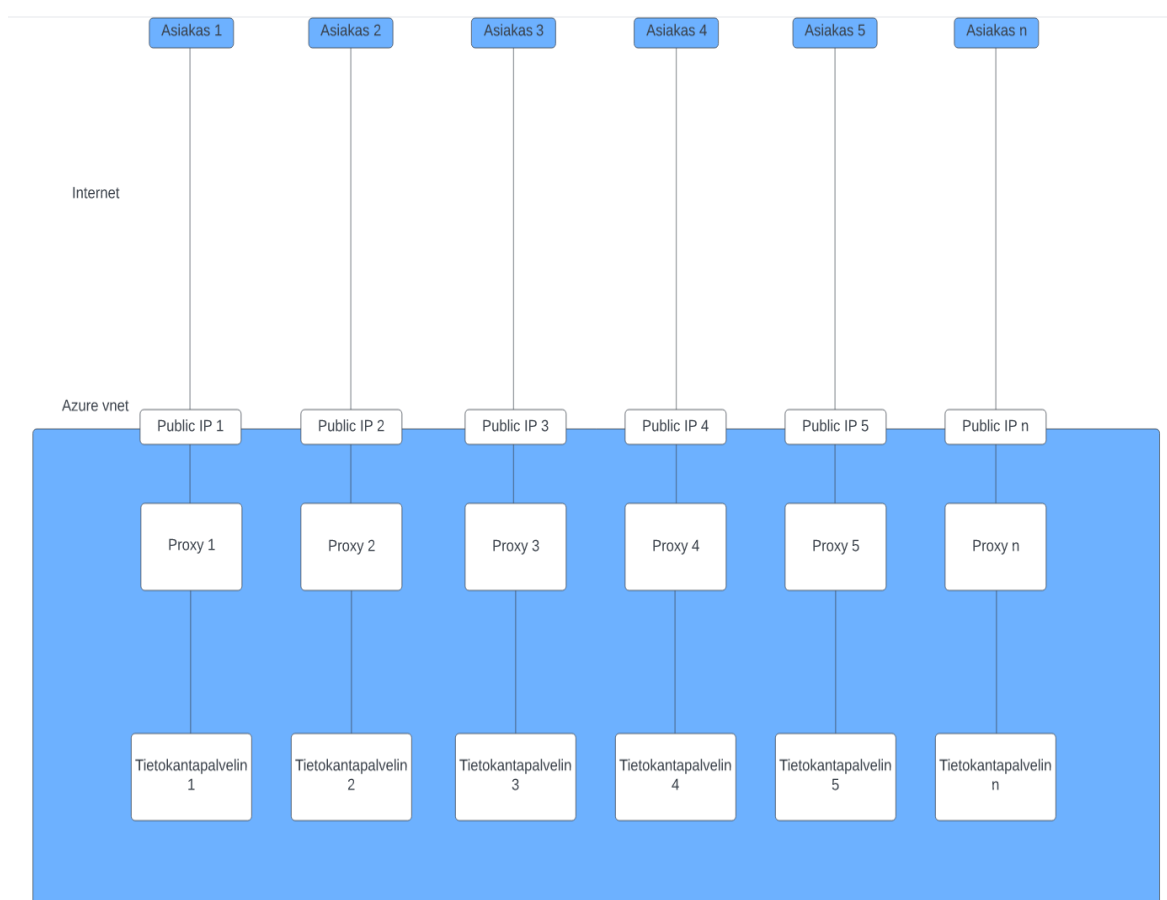 Asiakas 1
Asiakas 2
Asiakas 3
Asiakas 4
Asiakas 5
Asiakas n
Internet
Azure vnet
Public IP 1
Public IP 2
Public IP 3
Public IP 4
Public IP 5
Public IP n
Proxy 1
Proxy 2
Proxy 3
Proxy 4
Proxy 5
Proxy n
Tietokantapalvelin
1
Tietokantapalvelin
2
Tietokantapalvelin
3
Tietokantapalvelin
4
Tietokantapalvelin
5
Tietokantapalvelin
n